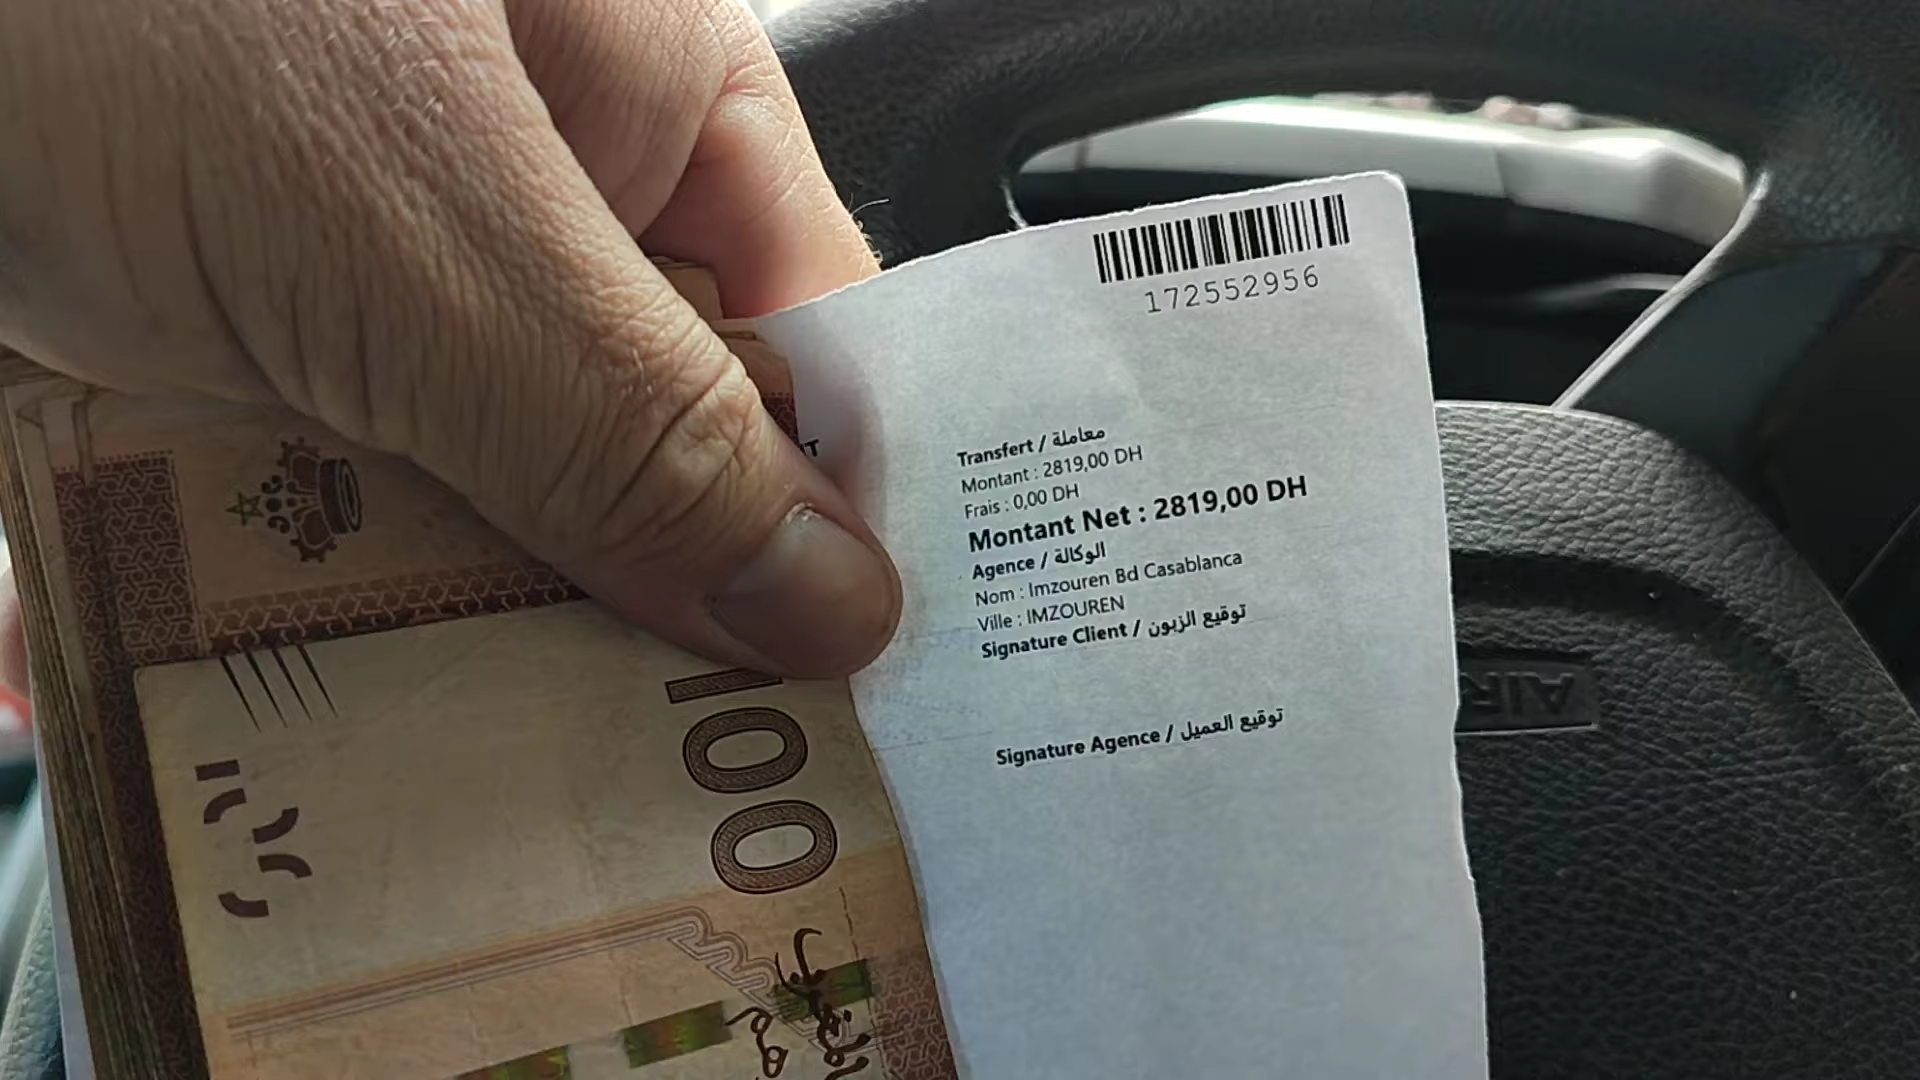 172552956
Transfert / معاملة
Montant : 2819,00 DH
Frais : 0,00 DH
Montant Net : 2819,00 DH
Agence / الوكالة
Nom : Imzouren Bd Casablanca
Ville : IMZOUREN
Signature Client / توقيع الزبون
Signature Agence / توقيع العميل
100
AIR